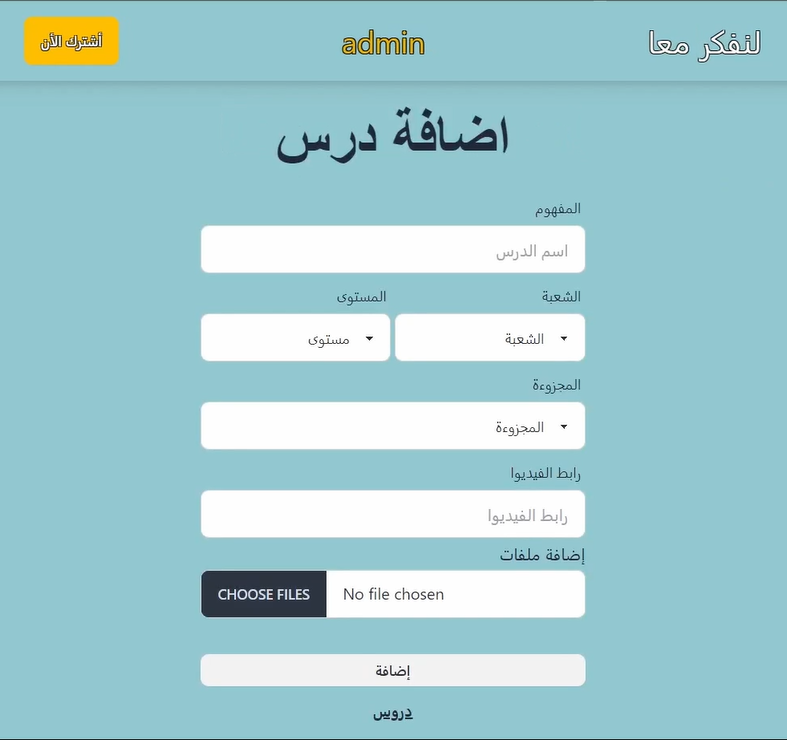 لنفكر معا
admin
أشترك الأن
اضافة درس
المفهوم
اسم الدرس
الشعبة
المستوى
الشعبة
مستوى
المجزوءة
المجزوءة
رابط الفيديوا
رابط الفيديوا
إضافة ملفات
CHOOSE FILES No file chosen
إضافة
دروس